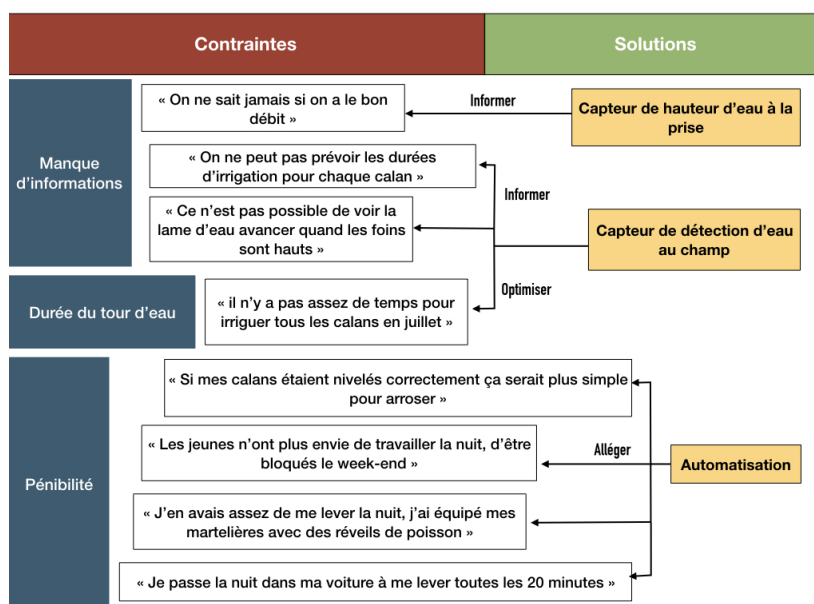 Contraintes
Solutions
Manque
d'informations
« On ne sait jamais si on a le bon
débit »
Informer
Capteur de hauteur d'eau à la
prise
« On ne peut pas prévoir les durées
d'irrigation pour chaque calan »
Informer
« Ce n'est pas possible de voir la
lame d'eau avancer quand les foins
sont hauts »
Capteur de détection d'eau
au champ
Optimiser
Durée du tour d'eau
« il n'y a pas assez de temps pour
irriguer tous les calans en juillet »
Pénibilité
« Si mes calans étaient nivelés correctement ça serait plus simple
pour arroser »
« Les jeunes n'ont plus envie de travailler la nuit, d'être
bloqués le week-end »
Alléger
Automatisation
« J'en avais assez de me lever la nuit, j'ai équipé mes
martelières avec des réveils de poisson »
« Je passe la nuit dans ma voiture à me lever toutes les 20 minutes »